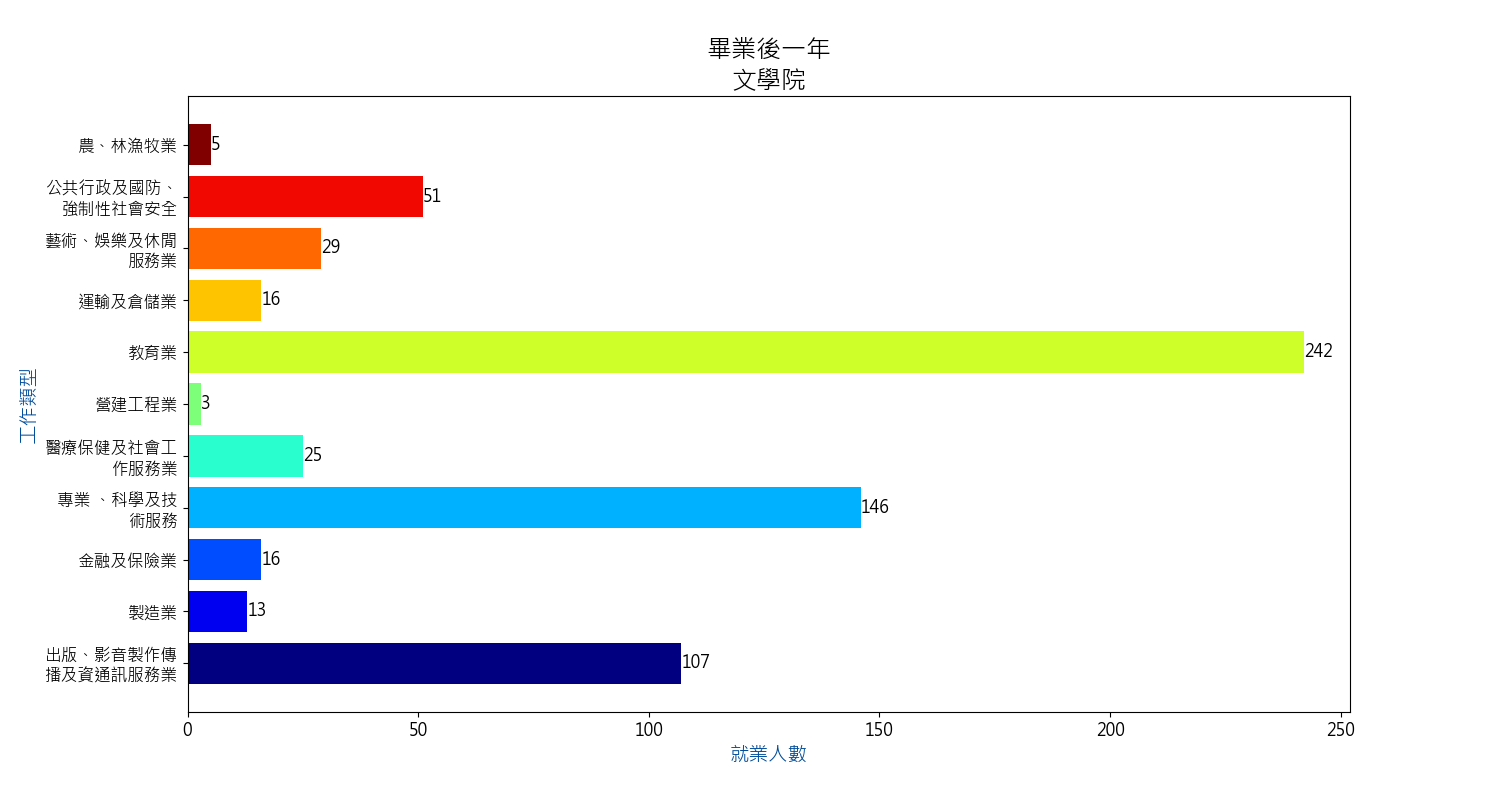 畢業後一年
文學院
農、林漁牧業
5
公共行政及國防、
強制性社會安全
51
藝術、娛樂及休閒
服務業
29
運輸及倉儲業
16
教育業
242
營建工程業
3
醫療保健及社會工
作服務業
25
專業 、科學及技
術服務
146
金融及保險業
16
製造業
13
出版、影音製作傳
播及資通訊服務業
107
工作類型
0 50 100 150 200 250
就業人數